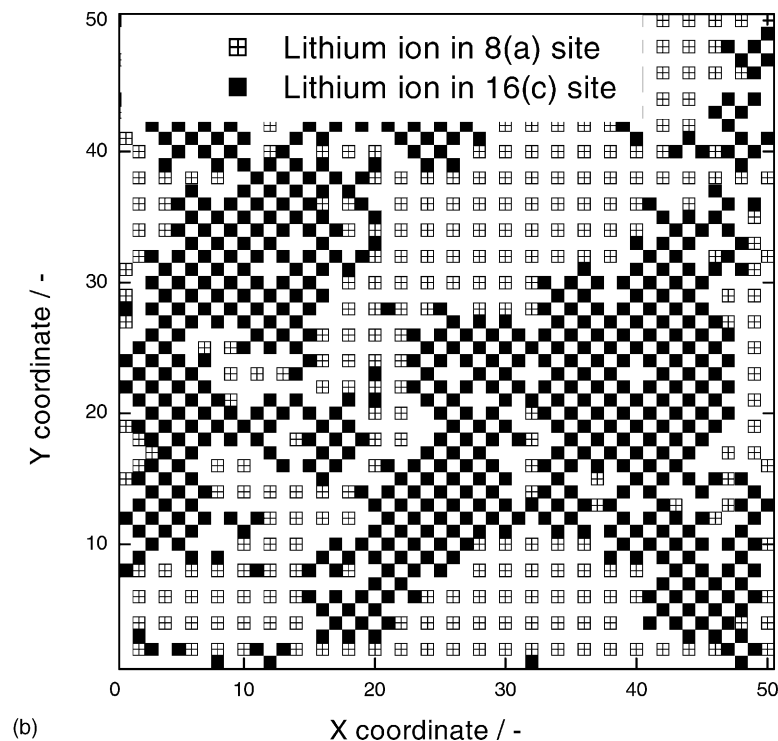 50
Lithium ion in 8(a) site
Lithium ion in 16(c) site
40
30
20
10
0 10 20 30 40 50
Y coordinate / -
X coordinate / -
(b)